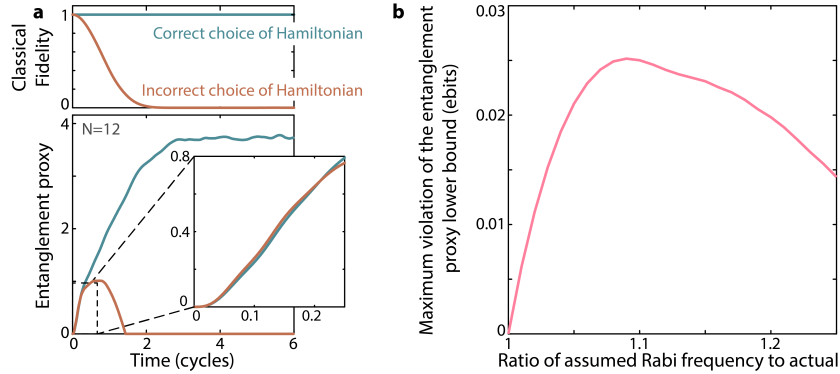 a
1
0
Classical
Fidelity
Correct choice of Hamiltonian
Incorrect choice of Hamiltonian
N=12
4
2
0
Entanglement proxy
0.8
0.4
0
0
0.1
0.2
0
2
4
6
Time (cycles)
b
0.03
0.02
0.01
0
Maximum violation of the entanglement
proxy lower bound (ebits)
1
1.1
1.2
Ratio of assumed Rabi frequency to actual